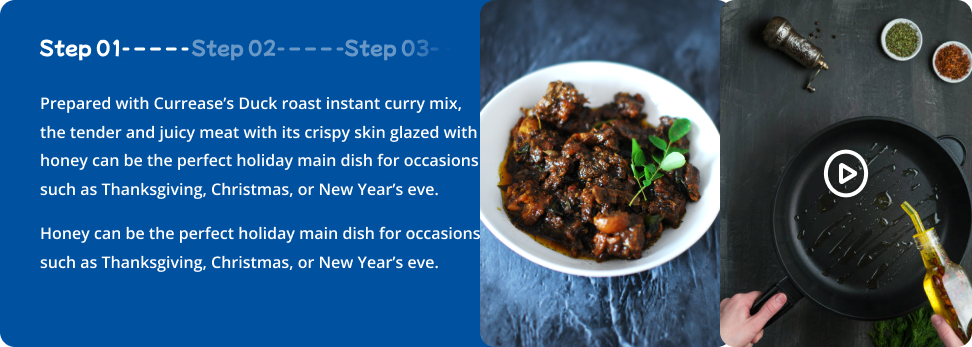 Step 01-----Step 02-----Step 03-
Prepared with Currease’s Duck roast instant curry mix,
the tender and juicy meat with its crispy skin glazed with
honey can be the perfect holiday main dish for occasions
such as Thanksgiving, Christmas, or New Year’s eve.
Honey can be the perfect holiday main dish for occasions
such as Thanksgiving, Christmas, or New Year’s eve.